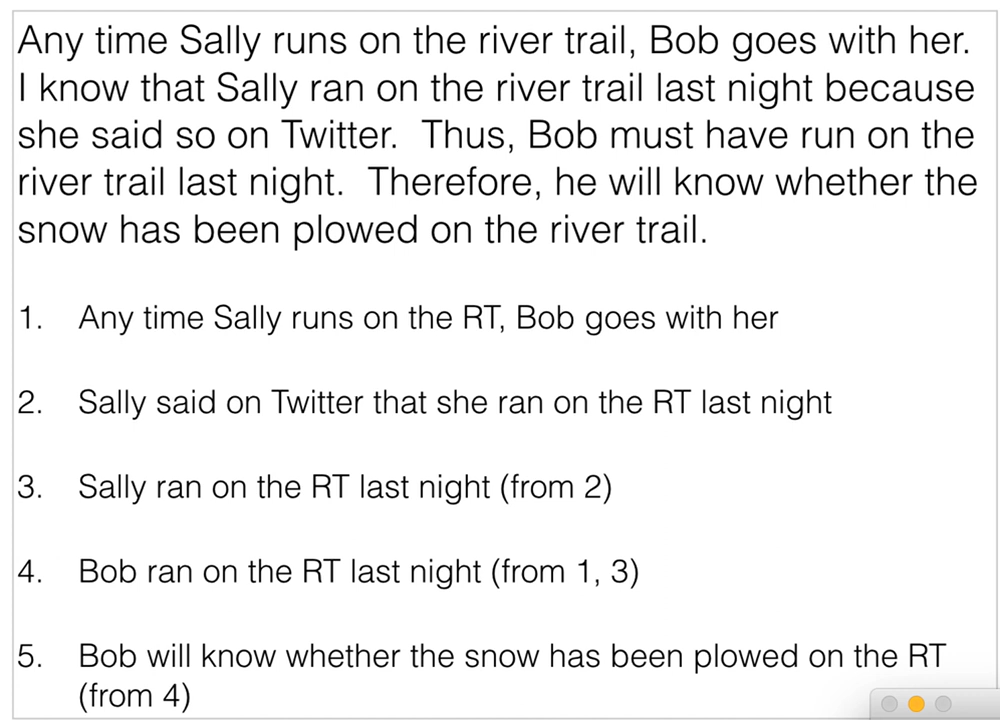 Any time Sally runs on the river trail, Bob goes with her.
I know that Sally ran on the river trail last night because
she said so on Twitter.  Thus, Bob must have run on the
river trail last night.  Therefore, he will know whether the
snow has been plowed on the river trail.
1. Any time Sally runs on the RT, Bob goes with her
2. Sally said on Twitter that she ran on the RT last night
3. Sally ran on the RT last night (from 2)
4. Bob ran on the RT last night (from 1, 3)
5. Bob will know whether the snow has been plowed on the RT
(from 4)